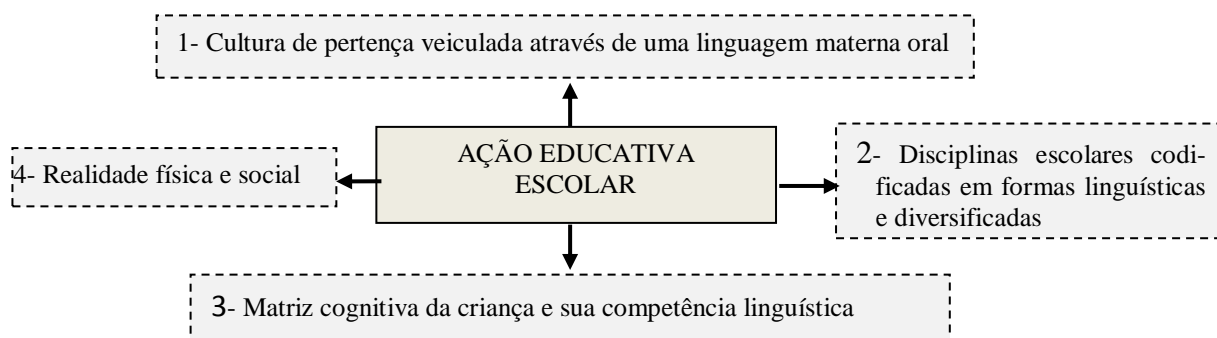 1- Cultura de pertença veiculada através de uma linguagem materna oral
AÇÃO EDUCATIVA
ESCOLAR
4- Realidade física e social
2- Disciplinas escolares codi-
ficadas em formas linguísticas
e diversificadas
3- Matriz cognitiva da criança e sua competência linguística